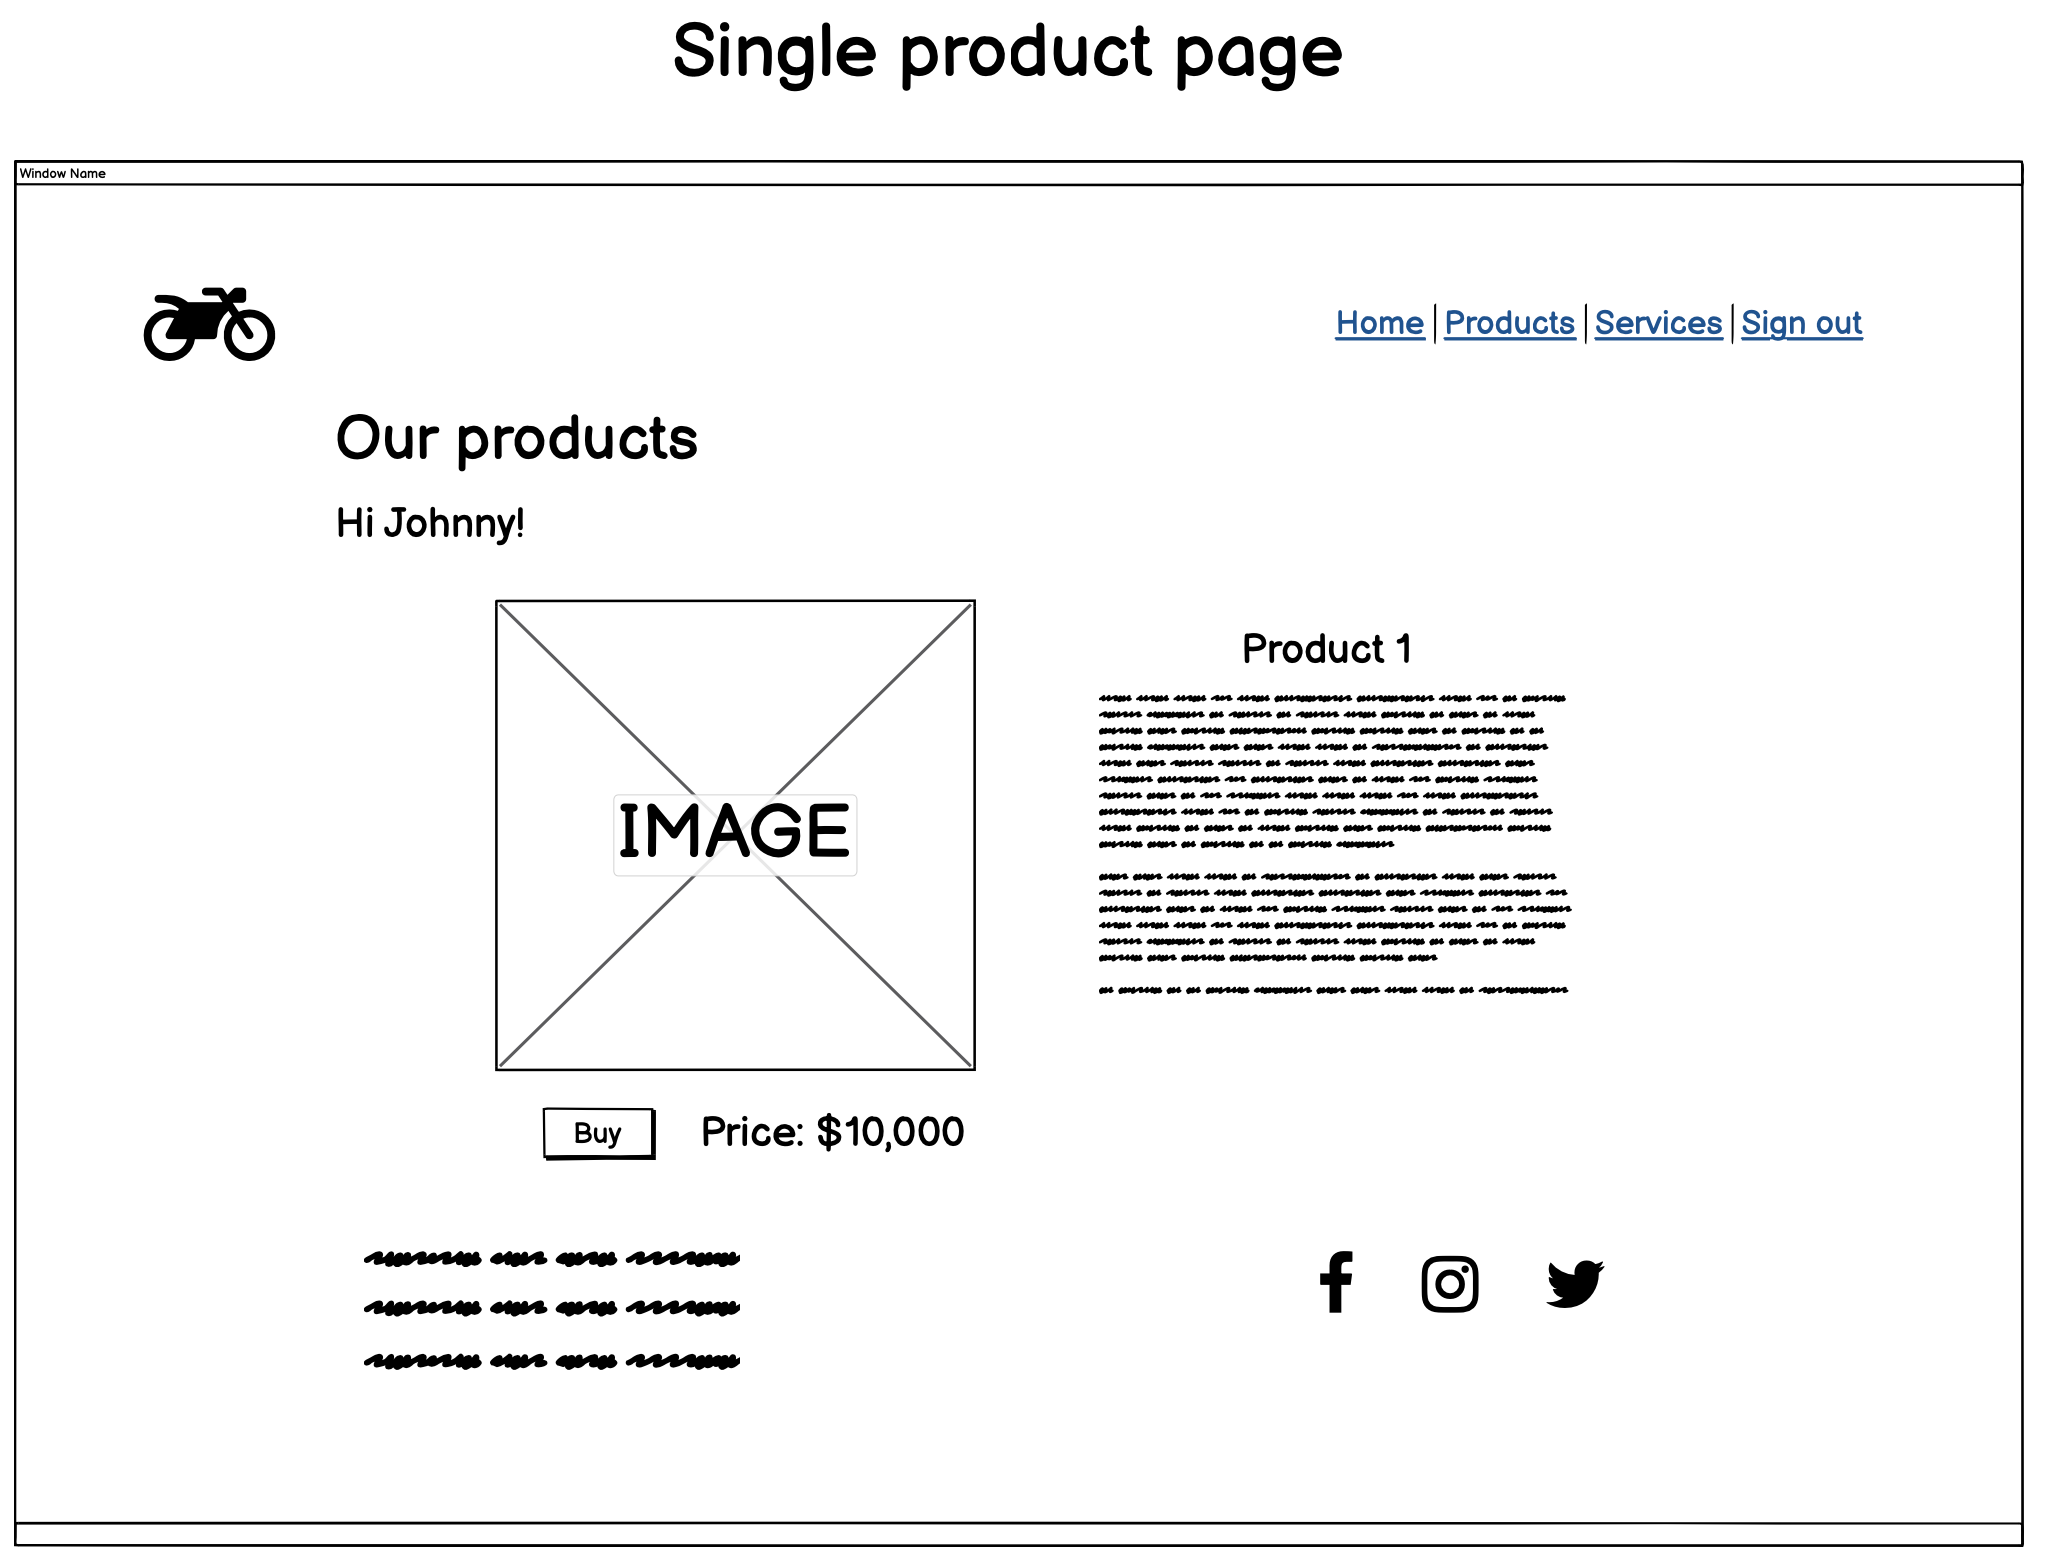 Single product page
Window Name
Home Products Services Sign out
Our products
Hi Johnny!
IMAGE
Product 1
Buy Price: $10,000